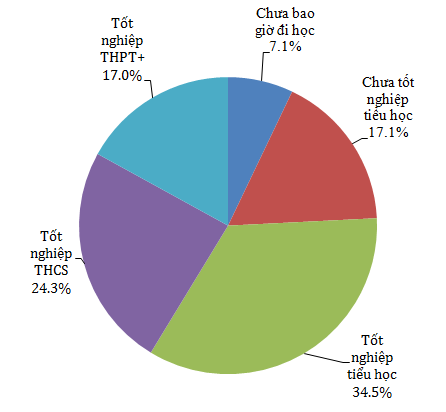 Chưa bao
giờ đi học
7.1%
Chưa tốt
nghiệp
tiểu học
17.1%
Tốt
nghiệp
tiểu học
34.5%
Tốt
nghiệp
THCS
24.3%
Tốt
nghiệp
THPT+
17.0%